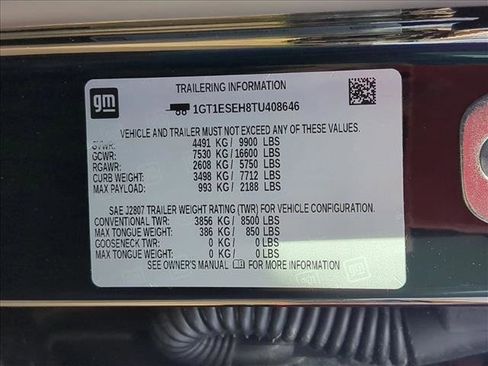 gm
TRAILERING INFORMATION
1GT1ESEH8TU408646
VEHICLE AND TRAILER MUST NOT EXCEED ANY OF THESE VALUES.
GVWR: 4491 KG/ 9900 LBS
GCWR: 7530 KG/16600 LBS
RGAWR: 2608 KG/ 5750 LBS
CURB WEIGHT: 3498 KG/ 7712 LBS
MAX PAYLOAD: 993 KG/ 2188 LBS
SAE J2807 TRAILER WEIGHT RATING (TWR) FOR VEHICLE CONFIGURATION.
CONVENTIONAL TWR: 3856 KG/ 8500 LBS
MAX TONGUE WEIGHT: 386 KG/ 850 LBS
GOOSENECK TWR: 0 KG/ 0 LBS
MAX TONGUE WEIGHT: 0 KG/ 0 LBS
SEE OWNER'S MANUAL FOR MORE INFORMATION